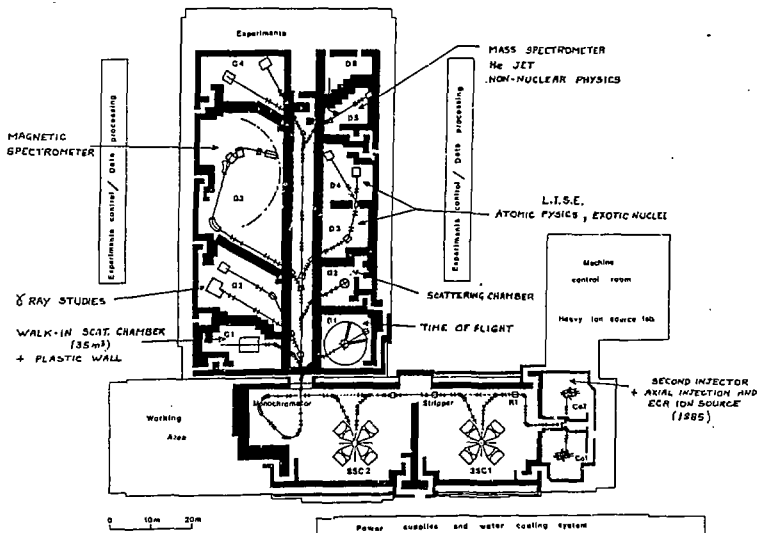 Experiments
G4
D6
MASS SPECTROMETER
He JET
NON-NUCLEAR PHYSICS
D5
MAGNETIC
SPECTROMETER
Experiments control / Data processing
Experiments control / Data processing
D4
L.I.S.E.
ATOMIC PYSICS, EXOTIC NUCLEI
G3
D3
Machine
control room
Heavy ion source lab.
G2
D2
SCATTERING CHAMBER
γ RAY STUDIES
WALK-IN SCAT. CHAMBER
(35m³)
+ PLASTIC WALL
G1
D1
TIME OF FLIGHT
SECOND INJECTOR
+ AXIAL INJECTION AND
ECR ION SOURCE
(1985)
Working
Area
Monochromator
Stripper
R1
Co2
Co1
SSC2
SSC1
0 10m 20m
Power supplies and water cooling system